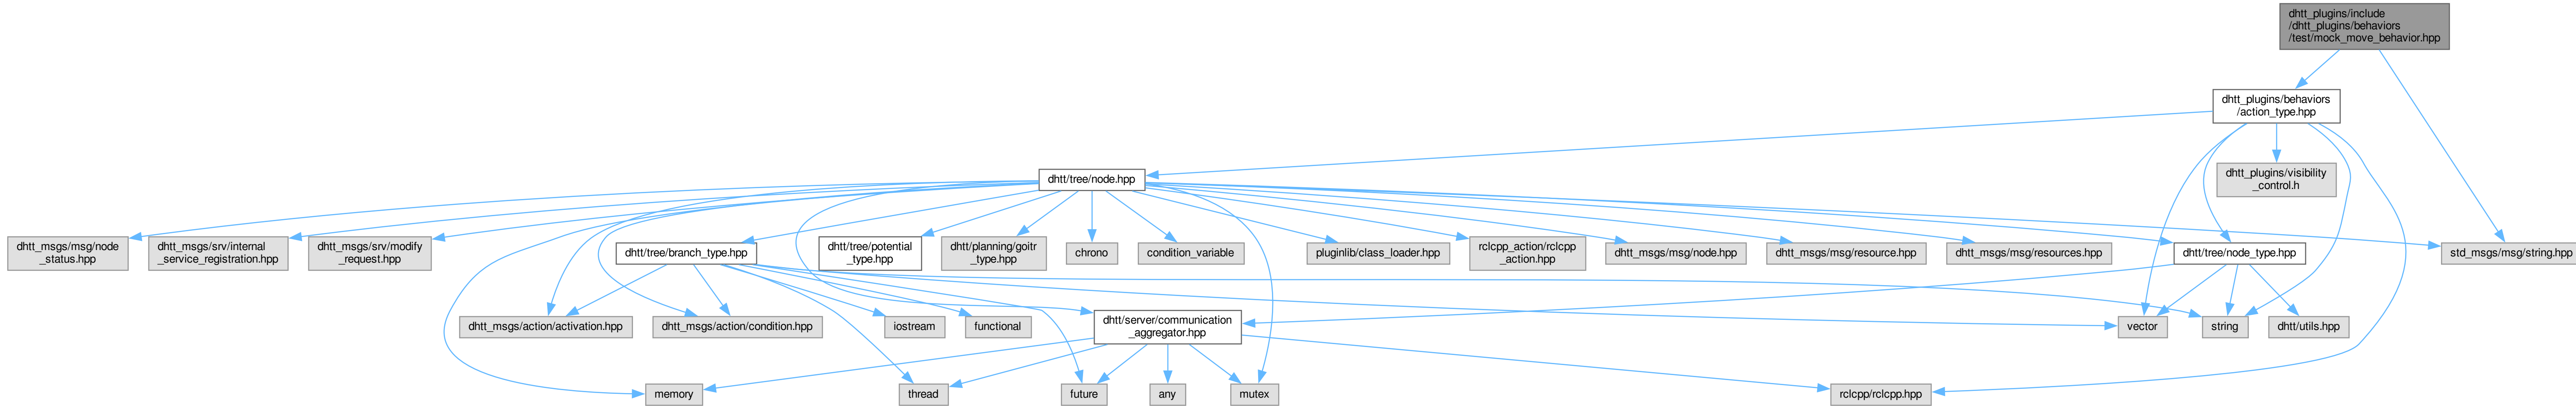 dhtt_plugins/include
/dhtt_plugins/behaviors
/test/mock_move_behavior.hpp
dhtt_plugins/behaviors
/action_type.hpp
dhtt/tree/node.hpp
dhtt_plugins/visibility
_control.h
dhtt_msgs/msg/node
_status.hpp
dhtt_msgs/srv/internal
_service_registration.hpp
dhtt_msgs/srv/modify
_request.hpp
dhtt/tree/branch_type.hpp
dhtt/tree/potential
_type.hpp
dhtt/planning/goitr
_type.hpp
chrono
condition_variable
pluginlib/class_loader.hpp
rclcpp_action/rclcpp
_action.hpp
dhtt_msgs/msg/node.hpp
dhtt_msgs/msg/resource.hpp
dhtt_msgs/msg/resources.hpp
dhtt/tree/node_type.hpp
std_msgs/msg/string.hpp
dhtt_msgs/action/activation.hpp
dhtt_msgs/action/condition.hpp
iostream
functional
dhtt/server/communication
_aggregator.hpp
vector
string
dhtt/utils.hpp
memory
thread
future
any
mutex
rclcpp/rclcpp.hpp